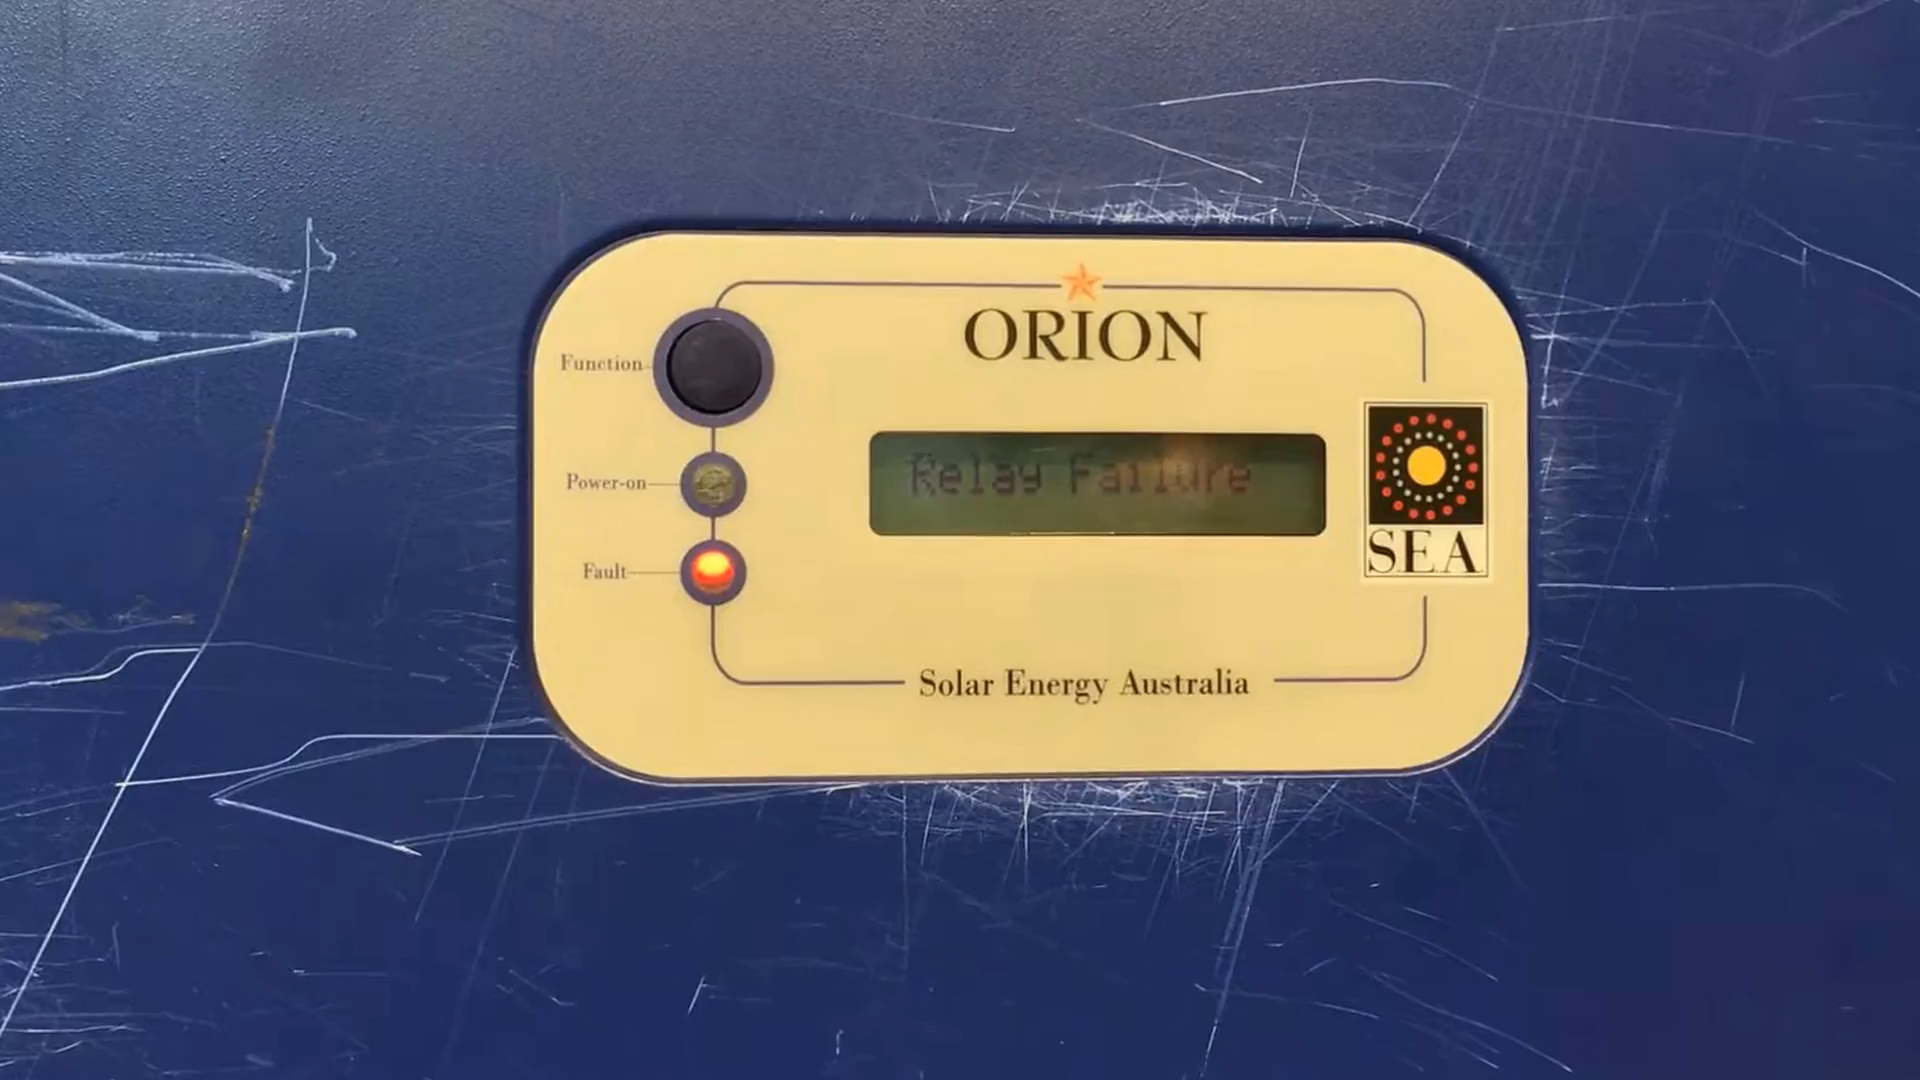 ORION
Function
Relay Failure
Power-on
SEA
Fault
Solar Energy Australia